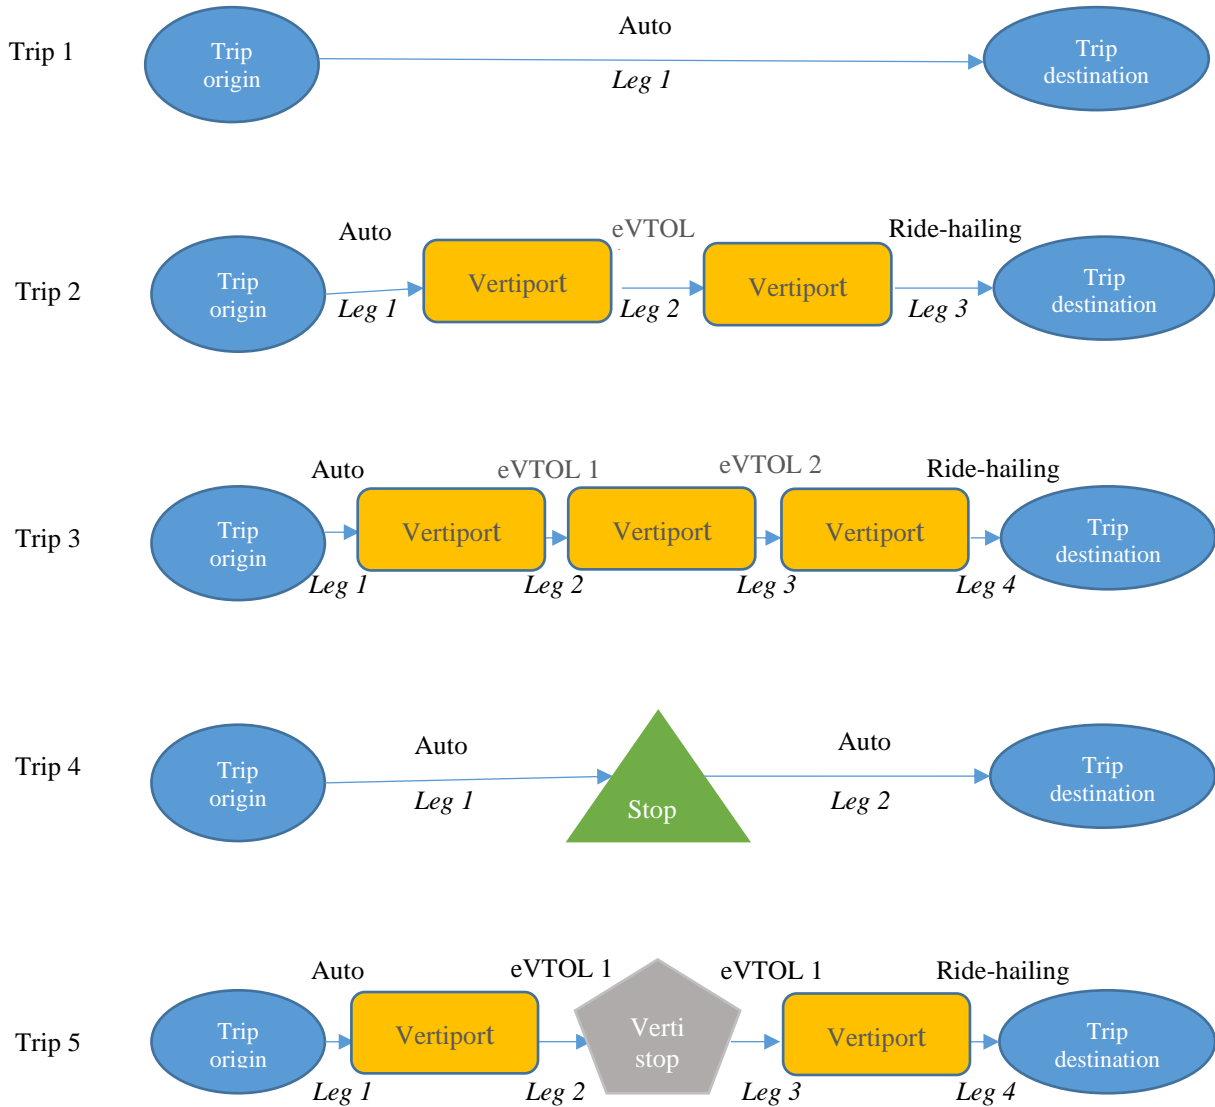 Trip 1
Trip
origin
Auto
Leg 1
Trip
destination
Trip 2
Trip
origin
Auto
Leg 1
Vertiport
eVTOL
Leg 2
Vertiport
Ride-hailing
Leg 3
Trip
destination
Trip 3
Trip
origin
Auto
Leg 1
Vertiport
eVTOL 1
Leg 2
Vertiport
eVTOL 2
Leg 3
Vertiport
Ride-hailing
Leg 4
Trip
destination
Trip 4
Trip
origin
Auto
Leg 1
Stop
Auto
Leg 2
Trip
destination
Trip 5
Trip
origin
Auto
Leg 1
Vertiport
eVTOL 1
Leg 2
Verti
stop
eVTOL 1
Leg 3
Vertiport
Ride-hailing
Leg 4
Trip
destination